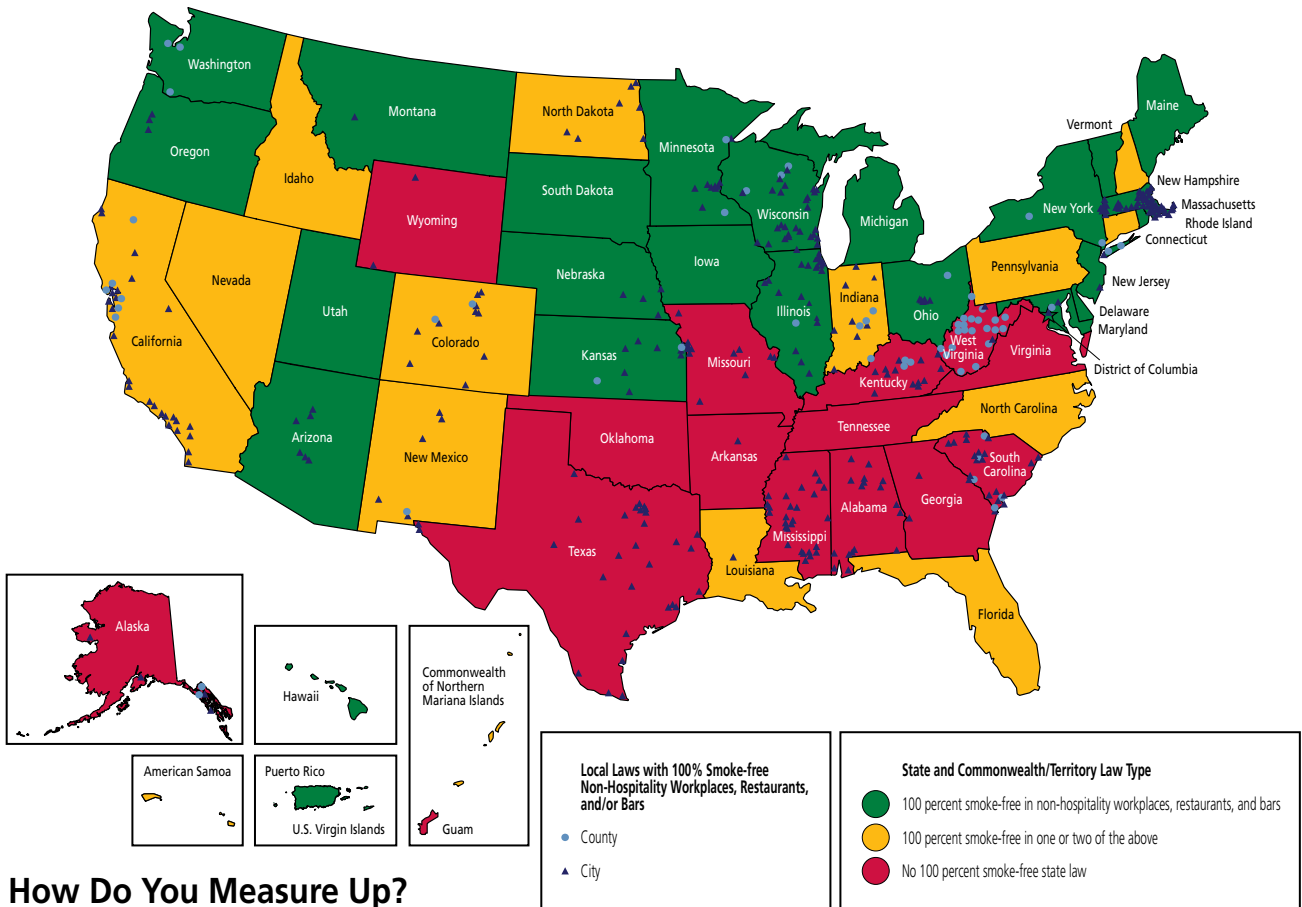 Washington
Montana
North Dakota
Minnesota
Maine
Vermont
Oregon
Idaho
South Dakota
Wyoming
Wisconsin
Michigan
New York
New Hampshire
Massachusetts
Rhode Island
Connecticut
Nevada
Utah
Nebraska
Iowa
Pennsylvania
New Jersey
California
Colorado
Kansas
Illinois
Indiana
Ohio
Delaware
Maryland
West
Virginia
Virginia
District of Columbia
Missouri
Kentucky
Arizona
New Mexico
Oklahoma
Arkansas
Tennessee
North Carolina
South
Carolina
Texas
Mississippi
Alabama
Georgia
Louisiana
Florida
Alaska
Hawaii
Commonwealth
of Northern
Mariana Islands
American Samoa
Puerto Rico
U.S. Virgin Islands
Guam
Local Laws with 100% Smoke-free
Non-Hospitality Workplaces, Restaurants,
and/or Bars
County
City
State and Commonwealth/Territory Law Type
100 percent smoke-free in non-hospitality workplaces, restaurants, and bars
100 percent smoke-free in one or two of the above
No 100 percent smoke-free state law
How Do You Measure Up?